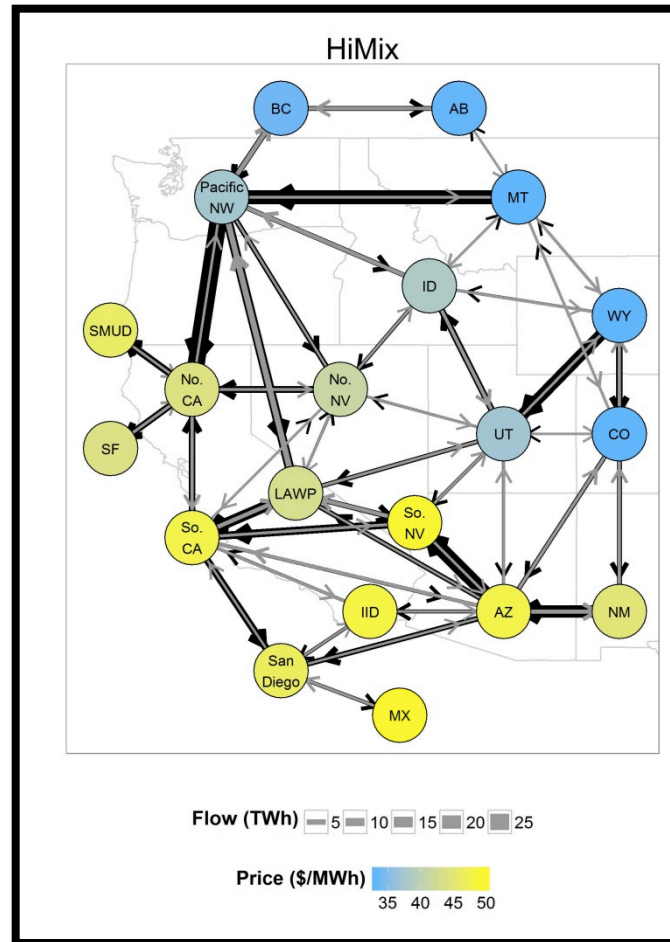 HiMix
BC
AB
Pacific
NW
MT
ID
WY
SMUD
No.
CA
No.
NV
SF
UT
CO
LAWP
So.
NV
So.
CA
IID
AZ
NM
San
Diego
MX
Flow (TWh) 5 10 15 20 25
Price ($/MWh)
35 40 45 50